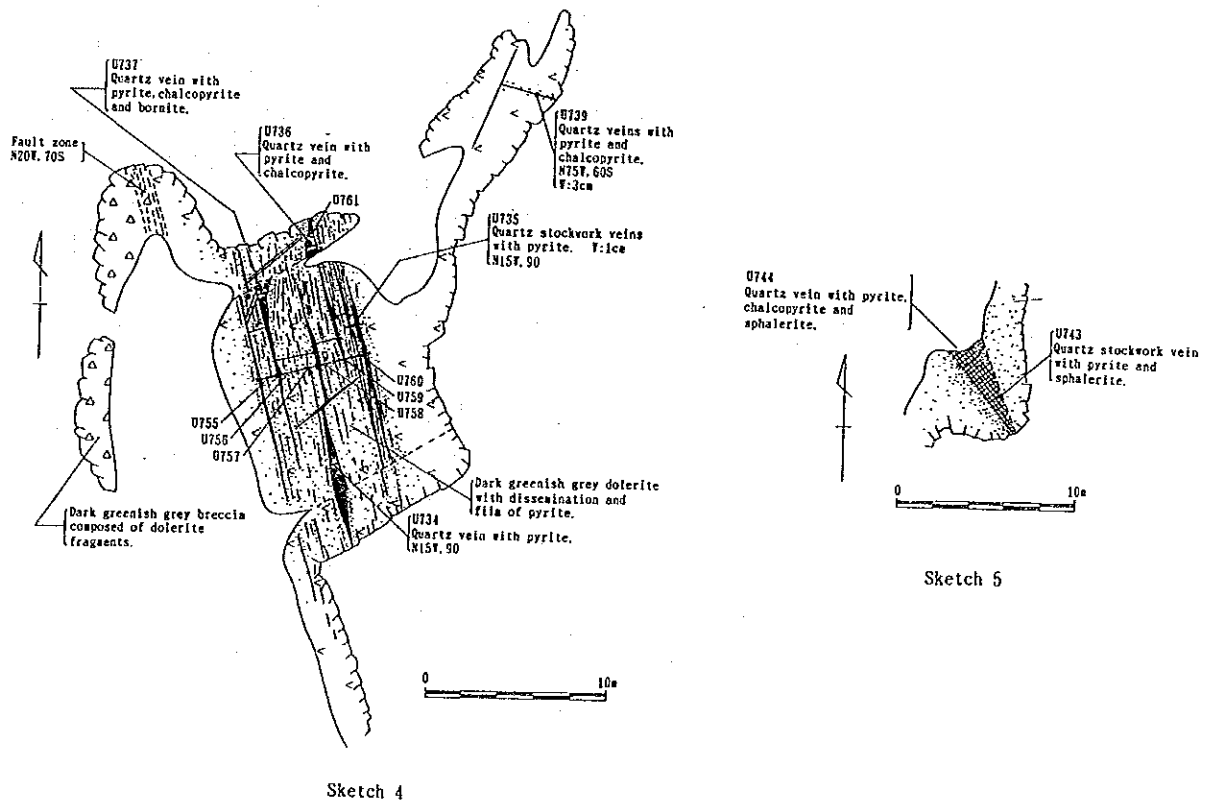 U737
Quartz vein with
pyrite, chalcopyrite
and bornite.
Fault zone
N20W, 70S
U736
Quartz vein with
pyrite and
chalcopyrite.
U761
U739
Quartz veins with
pyrite and
chalcopyrite.
N75W, 60S
W:3cm
U735
Quartz stockwork veins
with pyrite. W:1cm
N15W, 90
U755
U756
U757
U760
U759
U758
Dark greenish grey breccia
composed of dolerite
fragments.
Dark greenish grey dolerite
with dissemination and
film of pyrite.
U734
Quartz vein with pyrite.
N15W, 90
0 10m
Sketch 4
U744
Quartz vein with pyrite,
chalcopyrite and
sphalerite.
U743
Quartz stockwork vein
with pyrite and
sphalerite.
0 10m
Sketch 5